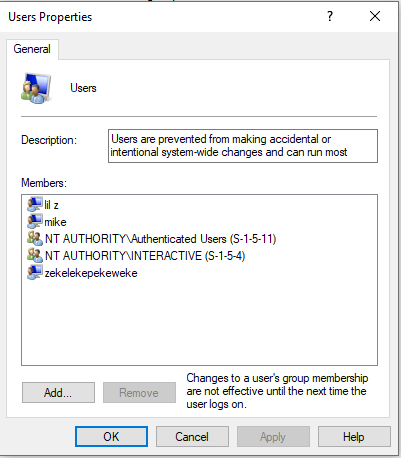 Users Properties
?
×
General
Users
Description:
Users are prevented from making accidental or
intentional system-wide changes and can run most
Members:
lil z
mike
NT AUTHORITY\Authenticated Users (S-1-5-11)
NT AUTHORITY\INTERACTIVE (S-1-5-4)
zekelekepekeweke
Add...
Remove
Changes to a user's group membership
are not effective until the next time the
user logs on.
OK
Cancel
Apply
Help